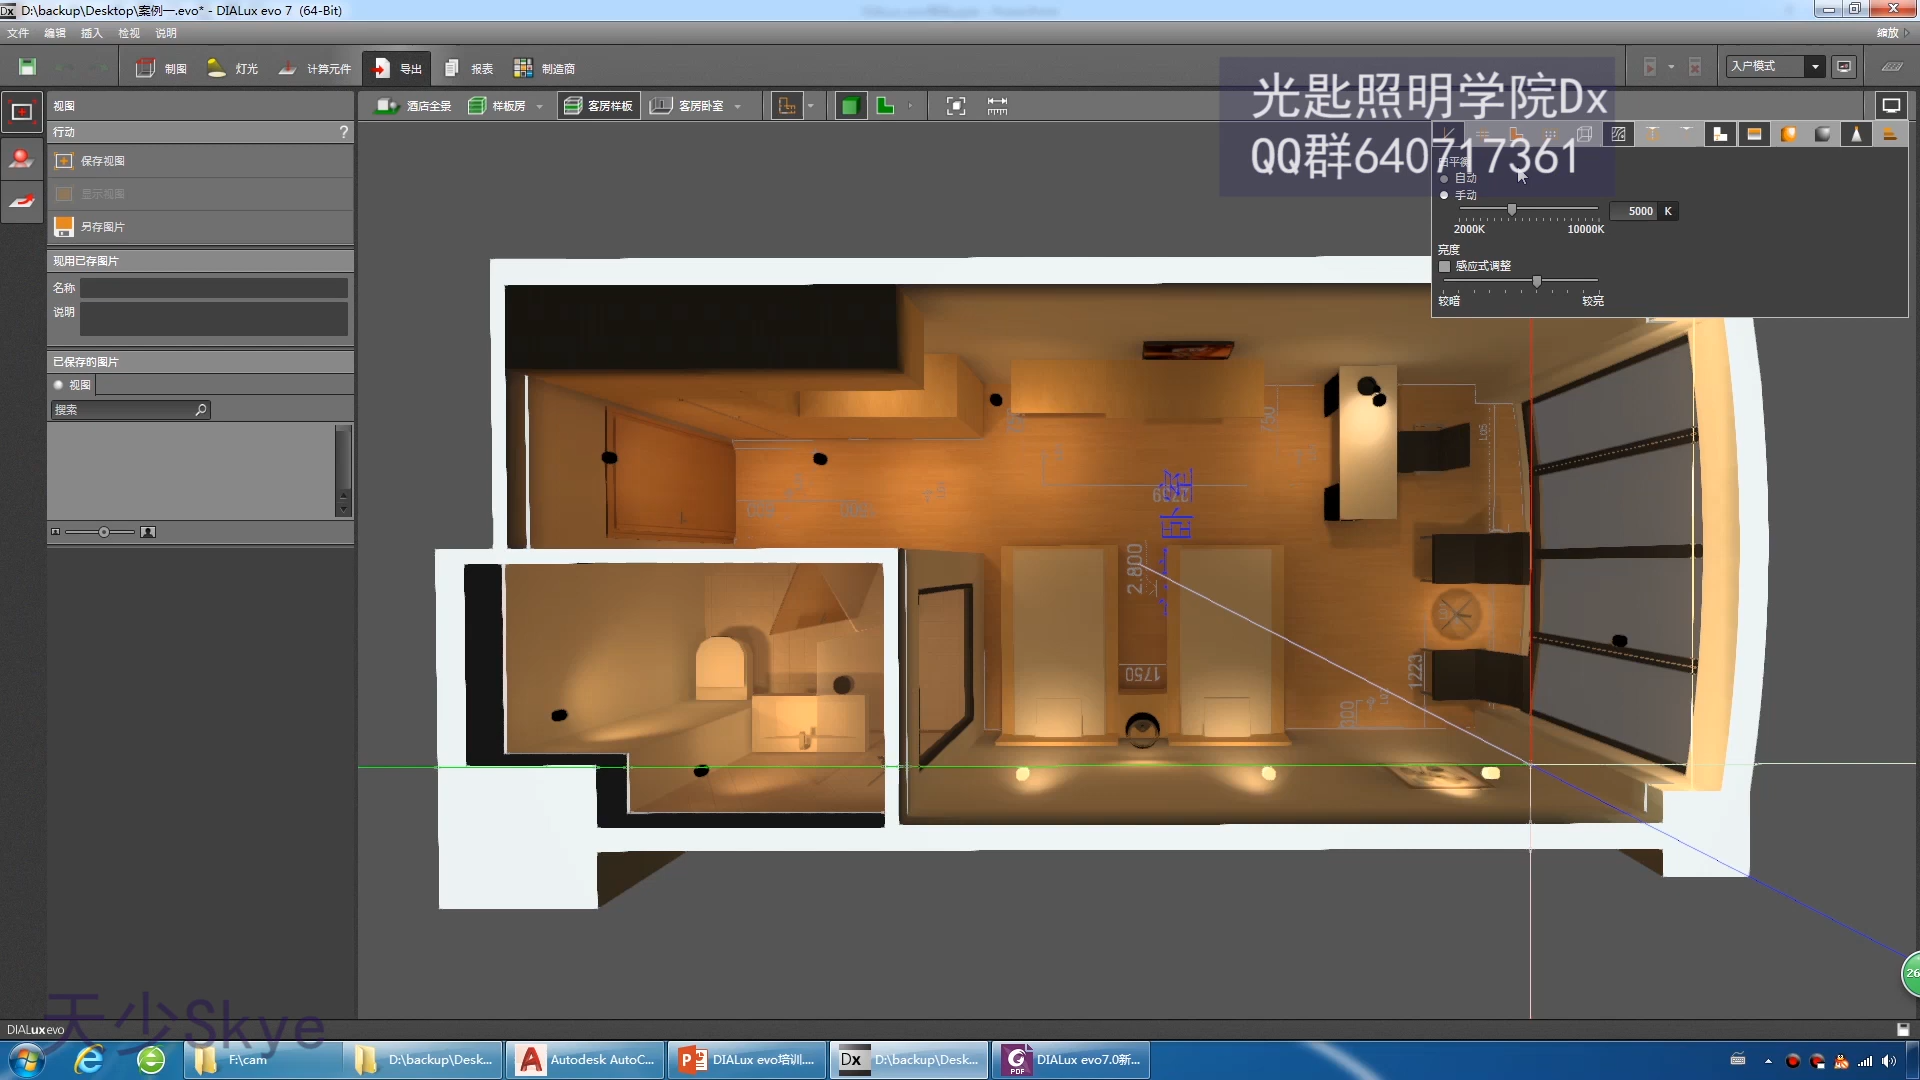 D:\backup\Desktop\案例一.evo* - DIALux evo 7  (64-Bit)
文件 编辑 插入 检视 说明
缩放
制图 灯光 计算元件 导出 报表 制造商
入户模式
视图
酒店全景 样板房 客房样板 客房卧室
光匙照明学院Dx
QQ群640717361
行动 ?
保存视图
显示视图
另存图片
现用已存图片
名称
说明
已保存的图片
视图
搜索
白平衡
自动
手动
5000 K
2000K 10000K
亮度
感应式调整
较暗 较亮
750
2.800
1750
1223
天少Skye
DIALux evo
26
F:\cam
D:\backup\Desk...
Autodesk AutoC...
DIALux evo培训....
D:\backup\Desk...
DIALux evo7.0新...